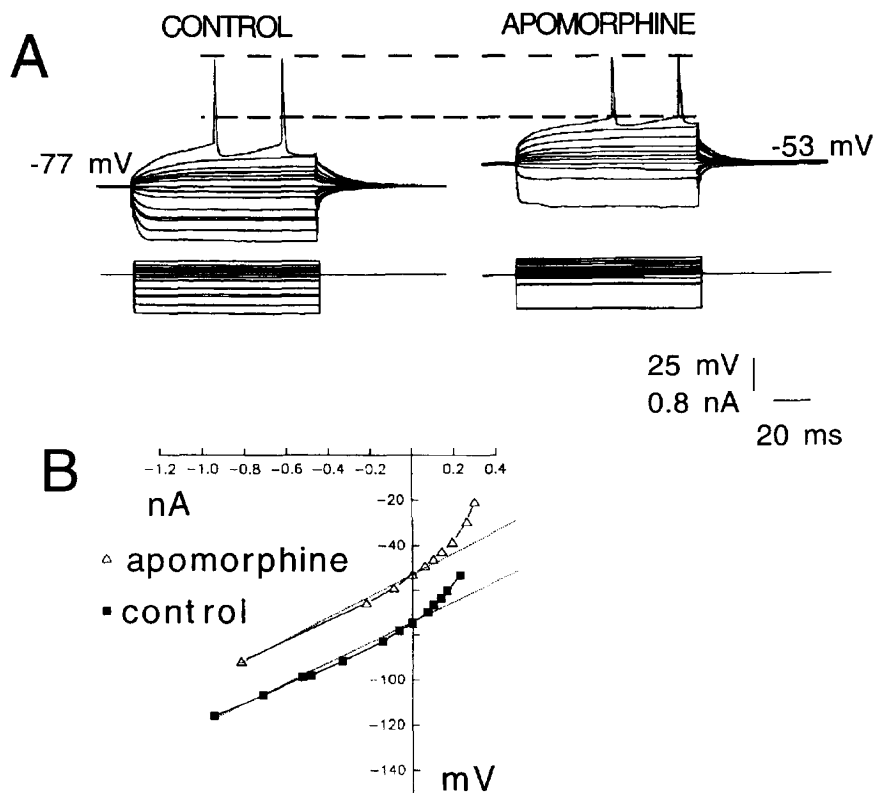 CONTROL APOMORPHINE
A
-77 mV
-53 mV
25 mV
0.8 nA
20 ms
B
-1.2 -1.0 -0.8 -0.6 -0.4 -0.2 0.2 0.4
nA
-20
-40
△ apomorphine
■ control
-80
-100
-120
-140
mV